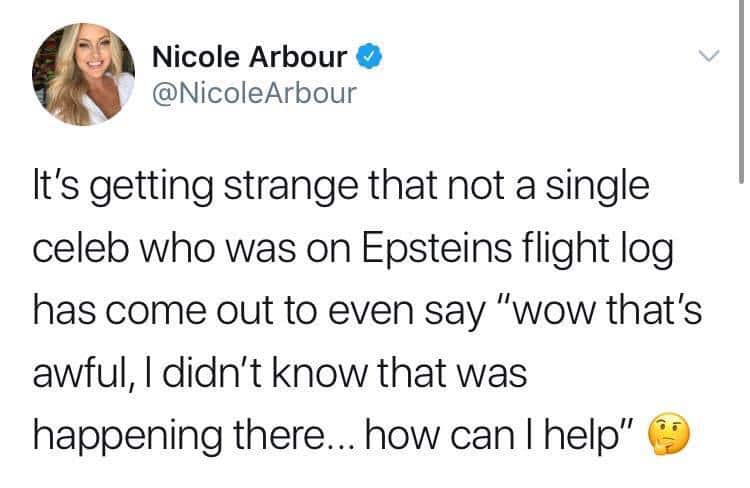 Nicole Arbour
@NicoleArbour
It's getting strange that not a single
celeb who was on Epsteins flight log
has come out to even say "wow that's
awful, I didn't know that was
happening there... how can I help" 🤔